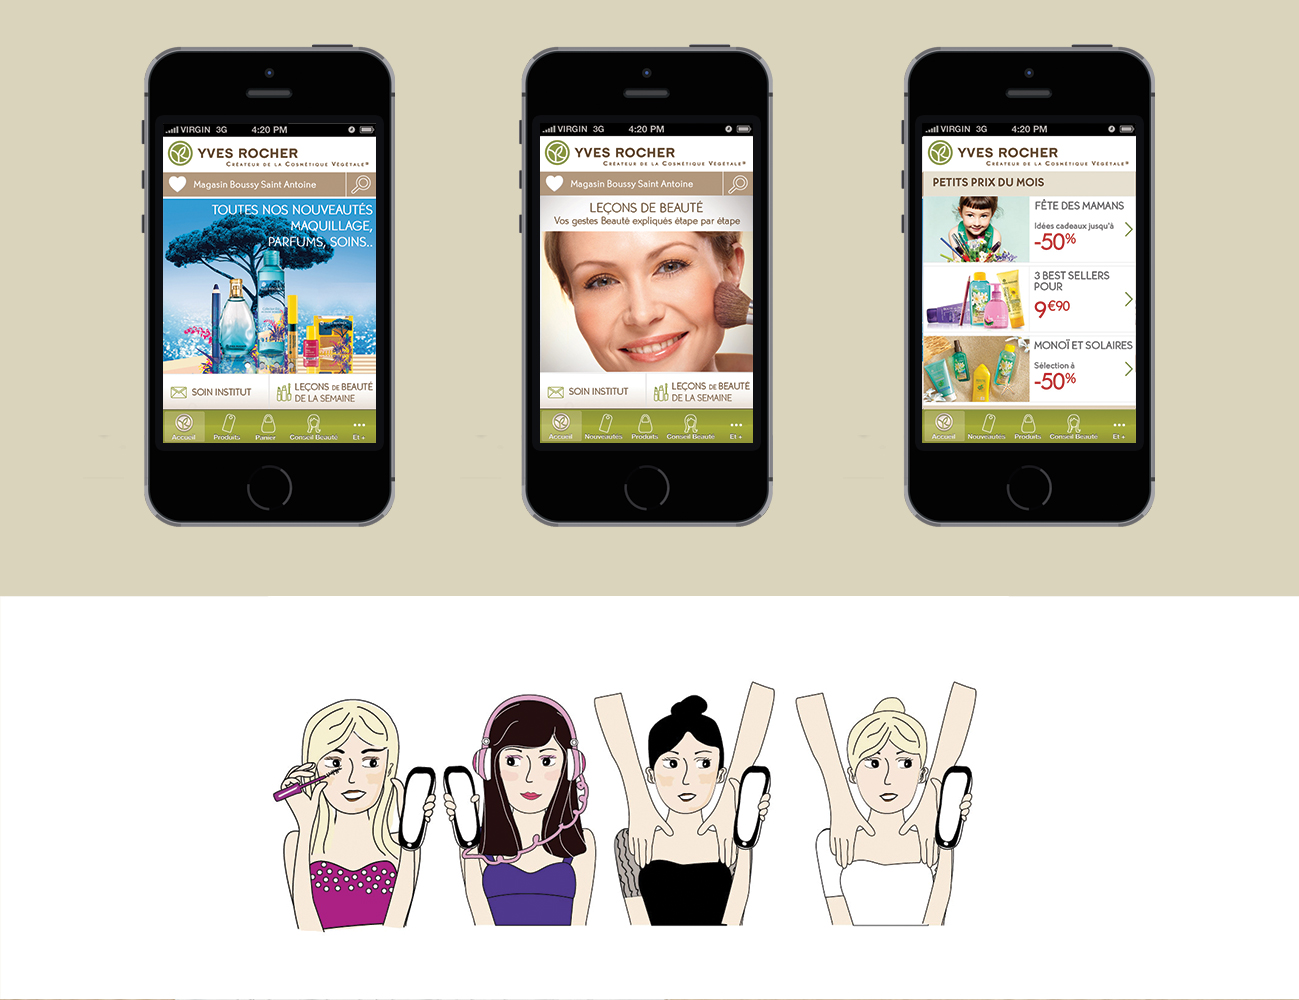 VIRGIN 3G 4:20 PM
YVES ROCHER
CRÉATEUR DE LA COSMÉTIQUE VÉGÉTALE®
Magasin Boussy Saint Antoine
TOUTES NOS NOUVEAUTÉS
MAQUILLAGE,
PARFUMS, SOINS..
SOIN INSTITUT
LEÇONS DE BEAUTÉ
DE LA SEMAINE
Accueil Produits Panier Conseil Beauté Et +
VIRGIN 3G 4:20 PM
YVES ROCHER
CRÉATEUR DE LA COSMÉTIQUE VÉGÉTALE®
Magasin Boussy Saint Antoine
LEÇONS DE BEAUTÉ
Vos gestes Beauté expliqués étape par étape
SOIN INSTITUT
LEÇONS DE BEAUTÉ
DE LA SEMAINE
Accueil Nouveautés Produits Conseil Beauté Et +
VIRGIN 3G 4:20 PM
YVES ROCHER
CRÉATEUR DE LA COSMÉTIQUE VÉGÉTALE®
PETITS PRIX DU MOIS
FÊTE DES MAMANS
Idées cadeaux jusqu'à
-50%
3 BEST SELLERS
POUR
9€90
MONOÏ ET SOLAIRES
Sélection à
-50%
Accueil Nouveautés Produits Conseil Beauté Et +